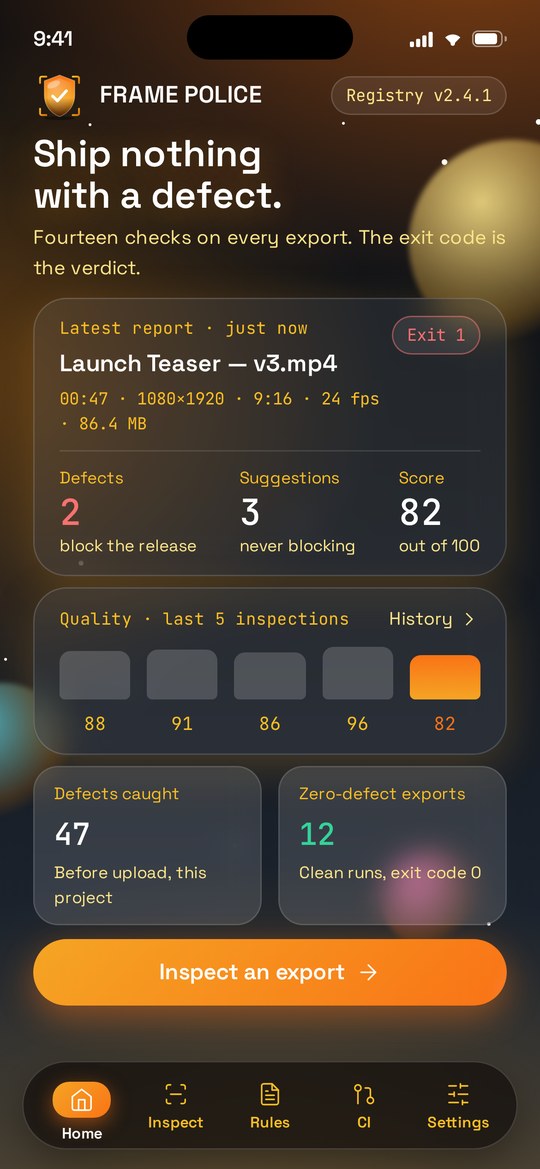 9:41
FRAME POLICE
Registry v2.4.1
Ship nothing
with a defect.
Fourteen checks on every export. The exit code is
the verdict.
Latest report · just now
Exit 1
Launch Teaser — v3.mp4
00:47 · 1080×1920 · 9:16 · 24 fps
· 86.4 MB
Defects Suggestions Score
2 3 82
block the release never blocking out of 100
Quality · last 5 inspections History
88 91 86 96 82
Defects caught
47
Before upload, this
project
Zero-defect exports
12
Clean runs, exit code 0
Inspect an export →
Home Inspect Rules CI Settings